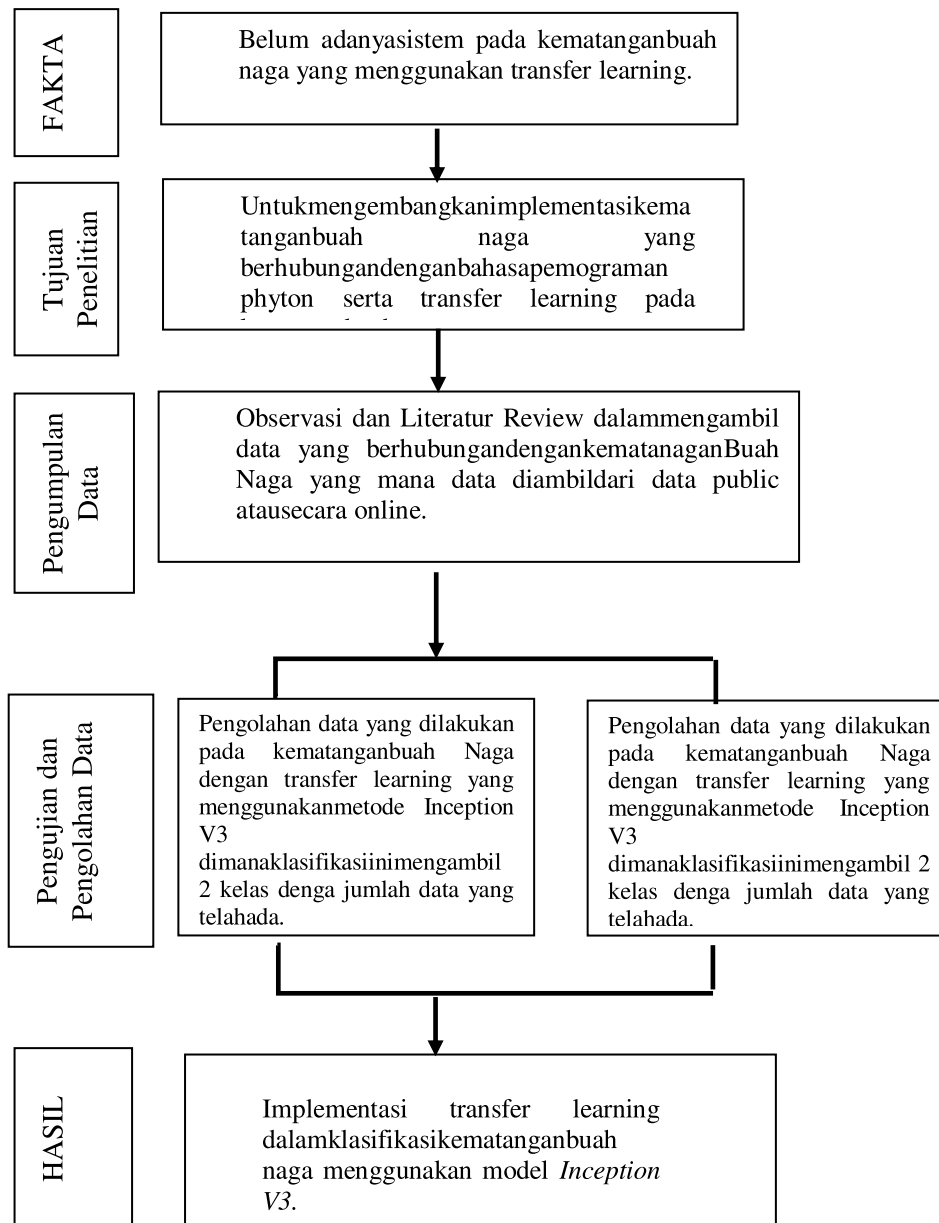 FAKTA
Belum adanyasistem pada kematanganbuah
naga yang menggunakan transfer learning.
Tujuan
Penelitian
Untukmengembangkanimplementasikema
tanganbuah naga yang
berhubungandenganbahasapemograman
phyton serta transfer learning pada
Pengumpulan
Data
Observasi dan Literatur Review dalammengambil
data yang berhubungandengankematanaganBuah
Naga yang mana data diambildari data public
atausecara online.
Pengujian dan
Pengolahan Data
Pengolahan data yang dilakukan
pada kematanganbuah Naga
dengan transfer learning yang
menggunakanmetode Inception
V3
dimanaklasifikasiinimengambil
2 kelas denga jumlah data yang
telahada.
Pengolahan data yang dilakukan
pada kematanganbuah Naga
dengan transfer learning yang
menggunakanmetode Inception
V3
dimanaklasifikasiinimengambil 2
kelas denga jumlah data yang
telahada.
HASIL
Implementasi transfer learning
dalamklasifikasikematanganbuah
naga menggunakan model Inception
V3.